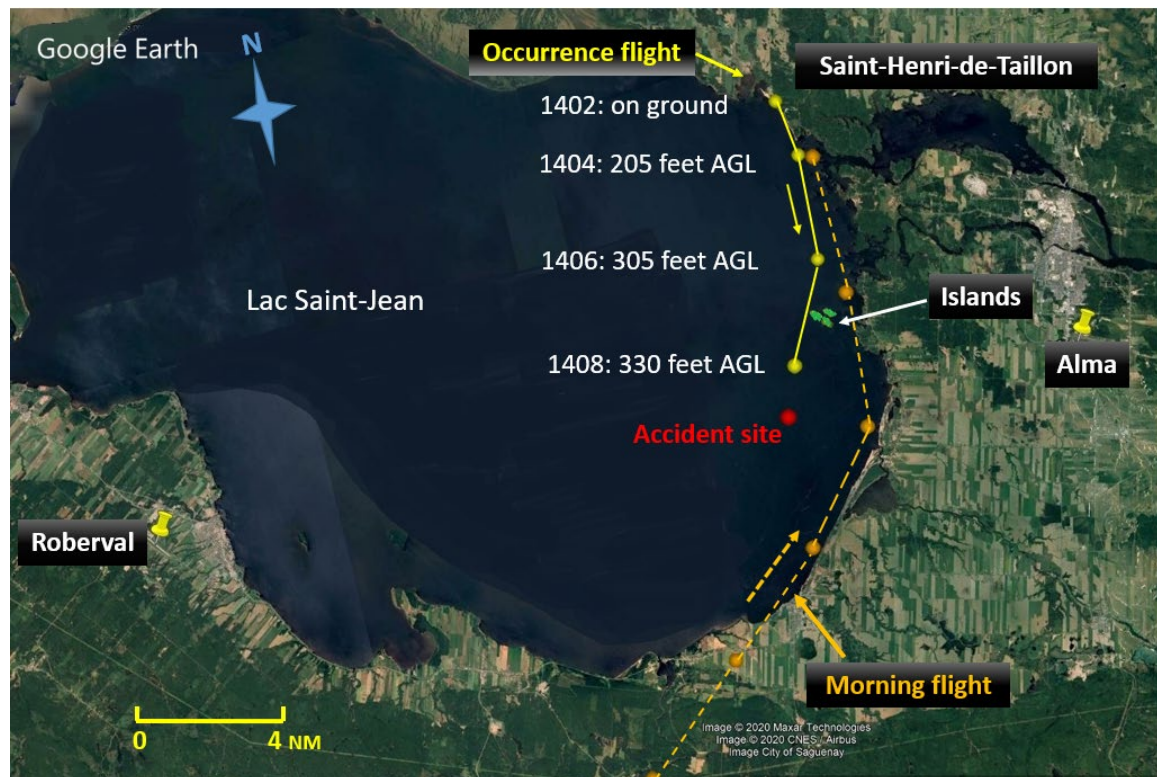 Google Earth
N
Occurrence flight
Saint-Henri-de-Taillon
1402: on ground
1404: 205 feet AGL
1406: 305 feet AGL
Islands
Lac Saint-Jean
1408: 330 feet AGL
Alma
Accident site
Roberval
Morning flight
0 4 NM
Image © 2020 Maxar Technologies
Image © 2020 CNES / Airbus
Image City of Saguenay